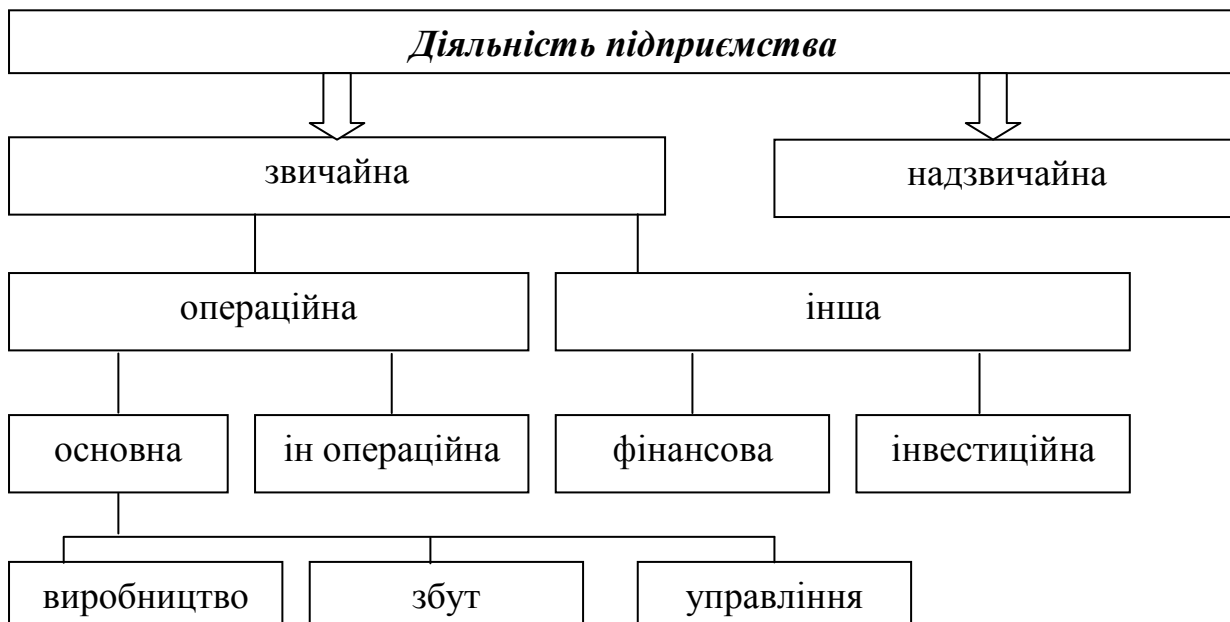 Діяльність підприємства
звичайна
надзвичайна
операційна
інша
основна
ін операційна
фінансова
інвестиційна
виробництво
збут
управління